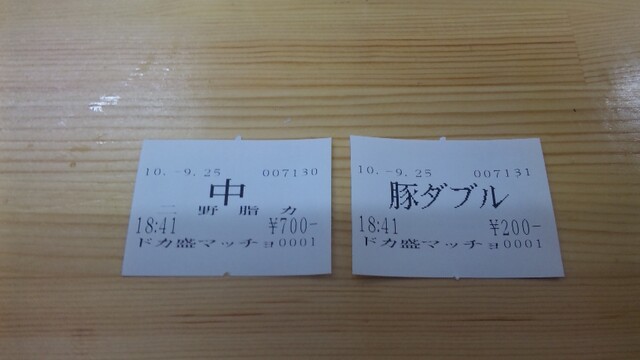 10.-9.25 007130
中
二野脂カ
18:41 ¥700-
ドカ盛マッチョ0001
10.-9.25 007131
豚ダブル
18:41 ¥200-
ドカ盛マッチョ0001